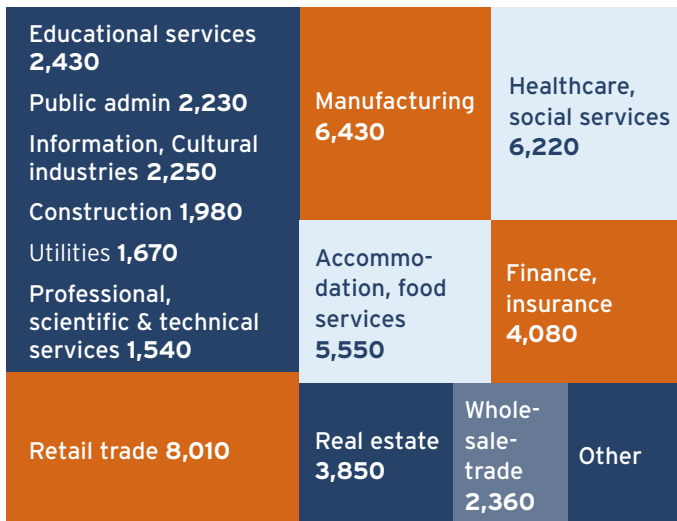 Educational services
2,430
Public admin 2,230
Information, Cultural
industries 2,250
Construction 1,980
Utilities 1,670
Professional,
scientific & technical
services 1,540
Manufacturing
6,430
Healthcare,
social services
6,220
Accommo-
dation, food
services
5,550
Finance,
insurance
4,080
Retail trade 8,010
Real estate
3,850
Whole-
sale-
trade
2,360
Other